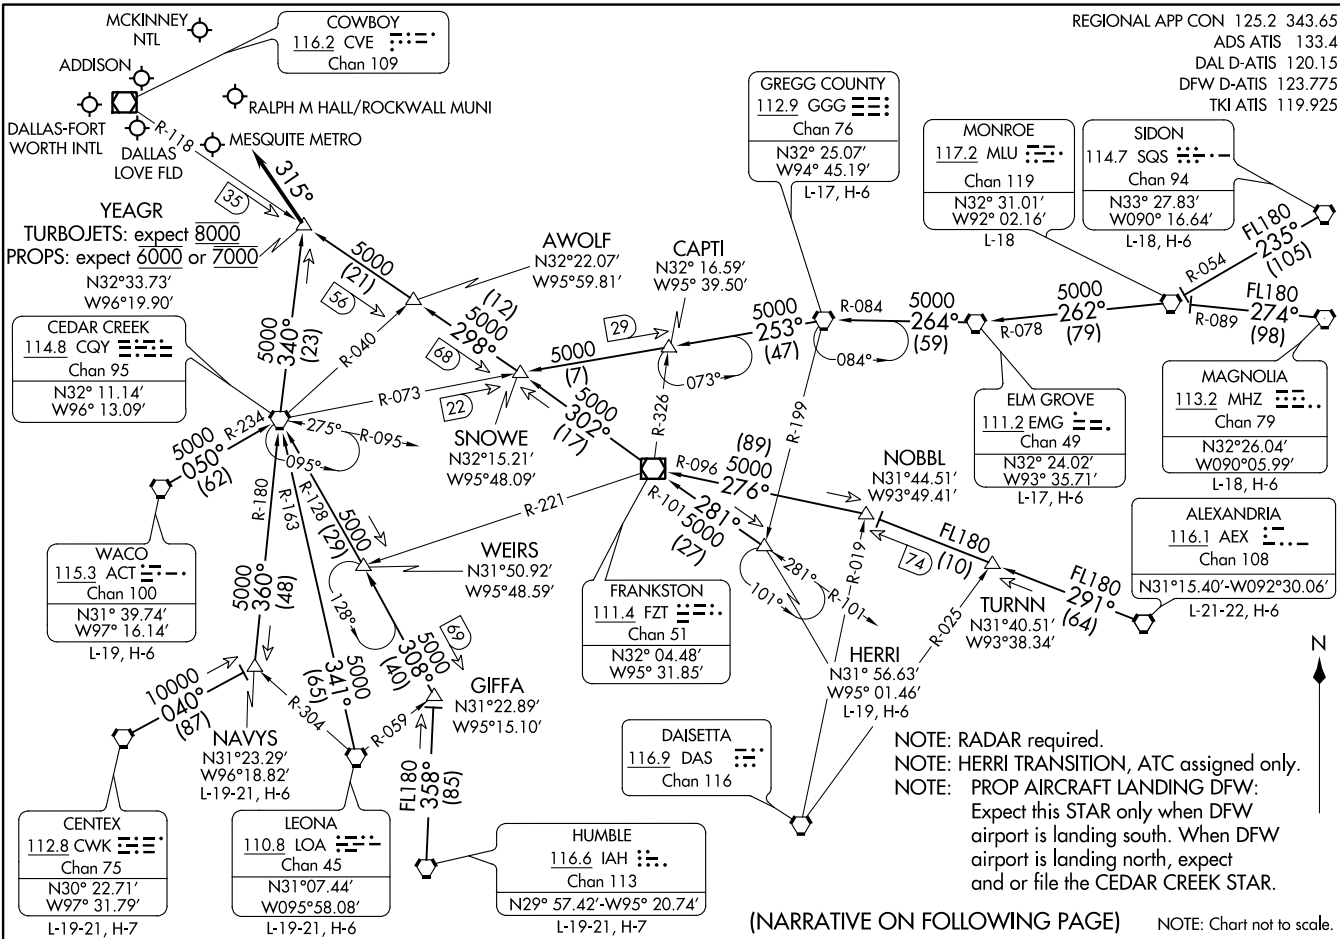 MCKINNEY
NTL
ADDISON
DALLAS-FORT
WORTH INTL
DALLAS
LOVE FLD
MESQUITE METRO
RALPH M HALL/ROCKWALL MUNI
COWBOY
116.2 CVE
Chan 109
REGIONAL APP CON 125.2 343.65
ADS ATIS 133.4
DAL D-ATIS 120.15
DFW D-ATIS 123.775
TKI ATIS 119.925
GREGG COUNTY
112.9 GGG
Chan 76
N32° 25.07′
W94° 45.19′
L-17, H-6
MONROE
117.2 MLU
Chan 119
N32° 31.01′
W92° 02.16′
L-18
SIDON
114.7 SQS
Chan 94
N33° 27.83′
W090° 16.64′
L-18, H-6
R-118
35
315°
YEAGR
TURBOJETS: expect 8000
PROPS: expect 6000 or 7000
N32°33.73′
W96°19.90′
5000
(21)
56
AWOLF
N32°22.07′
W95°59.81′
CAPTI
N32° 16.59′
W95° 39.50′
(12)
5000
298°
68
29
5000
253°
(47)
R-084
084°
5000
264°
(59)
R-078
5000
262°
(79)
R-054
FL180
235°
(105)
R-089
FL180
274°
(98)
CEDAR CREEK
114.8 CQY
Chan 95
N32° 11.14′
W96° 13.09′
5000
340°
(23)
R-040
R-073
22
5000
(7)
073°
SNOWE
N32°15.21′
W95°48.09′
5000
302°
(17)
R-326
R-199
ELM GROVE
111.2 EMG
Chan 49
N32° 24.02′
W93° 35.71′
L-17, H-6
MAGNOLIA
113.2 MHZ
Chan 79
N32°26.04′
W090°05.99′
L-18, H-6
5000
050°
(62)
R-234
275°
R-095
095°
R-180
R-163
R-128
5000
(29)
R-221
(89)
R-096
5000
276°
R-101
281°
5000
(27)
NOBBL
N31°44.51′
W93°49.41′
FL180
(10)
74
R-019
281°
R-101
101°
WACO
115.3 ACT
Chan 100
N31° 39.74′
W97° 16.14′
L-19, H-6
WEIRS
N31°50.92′
W95°48.59′
FRANKSTON
111.4 FZT
Chan 51
N32° 04.48′
W95° 31.85′
HERRI
N31° 56.63′
W95° 01.46′
L-19, H-6
R-025
TURNN
N31°40.51′
W93°38.34′
FL180
291°
(64)
ALEXANDRIA
116.1 AEX
Chan 108
N31°15.40′-W092°30.06′
L-21-22, H-6
N
5000
360°
(48)
128°
69
5000
308°
(40)
5000
341°
(65)
GIFFA
N31°22.89′
W95°15.10′
10000
040°
(87)
NAVYS
N31°23.29′
W96°18.82′
L-19-21, H-6
R-304
R-059
FL180
358°
(85)
DAISETTA
116.9 DAS
Chan 116
NOTE: RADAR required.
NOTE: HERRI TRANSITION, ATC assigned only.
NOTE: PROP AIRCRAFT LANDING DFW:
Expect this STAR only when DFW
airport is landing south. When DFW
airport is landing north, expect
and or file the CEDAR CREEK STAR.
CENTEX
112.8 CWK
Chan 75
N30° 22.71′
W97° 31.79′
L-19-21, H-7
LEONA
110.8 LOA
Chan 45
N31°07.44′
W095°58.08′
L-19-21, H-6
HUMBLE
116.6 IAH
Chan 113
N29° 57.42′-W95° 20.74′
L-19-21, H-7
(NARRATIVE ON FOLLOWING PAGE)
NOTE: Chart not to scale.